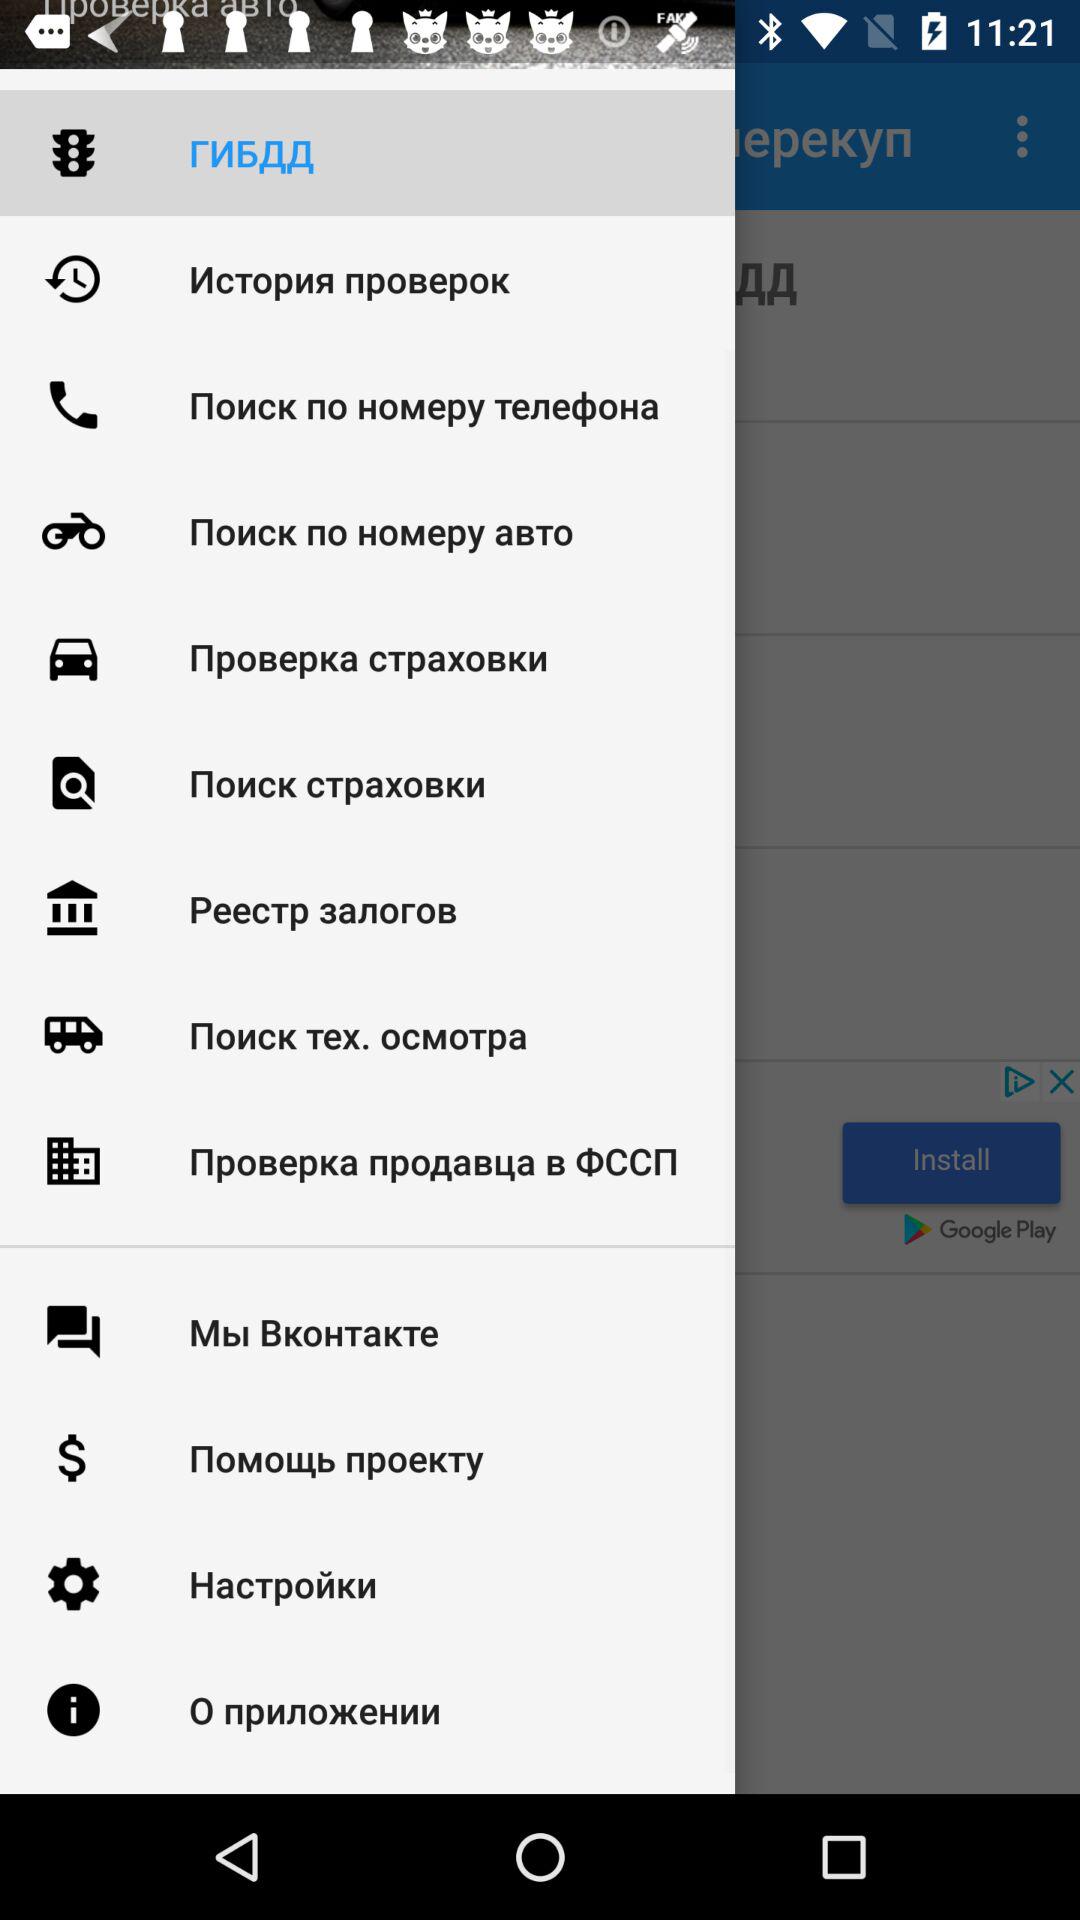 Проверка авто
FAKE
11:21
ГИБДД
История проверок
Поиск по номеру телефона
Поиск по номеру авто
Проверка страховки
Поиск страховки
Реестр залогов
Поиск тех. осмотра
Проверка продавца в ФССП
Мы Вконтакте
Помощь проекту
Настройки
О приложении
перекуп
ДД
Install
Google Play